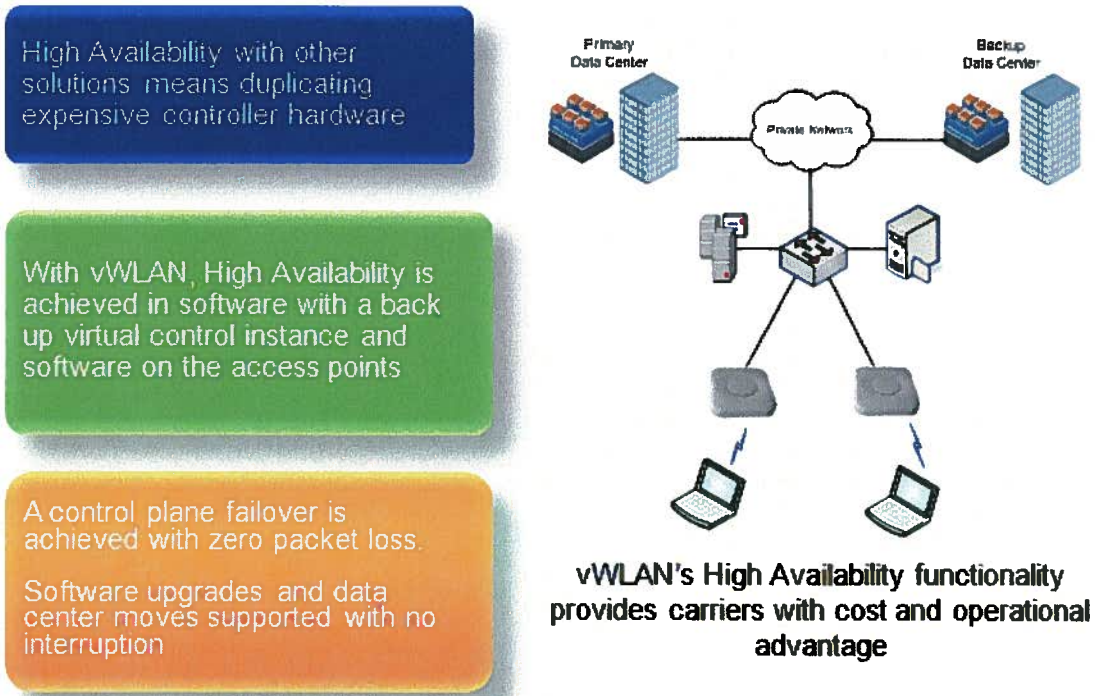 High Availability with other
solutions means duplicating
expensive controller hardware
With vWLAN, High Availability is
achieved in software with a back
up virtual control instance and
software on the access points
A control plane failover is
achieved with zero packet loss.
Software upgrades and data
center moves supported with no
interruption
Primary
Data Center
Backup
Data Center
Private Network
vWLAN's High Availability functionality
provides carriers with cost and operational
advantage